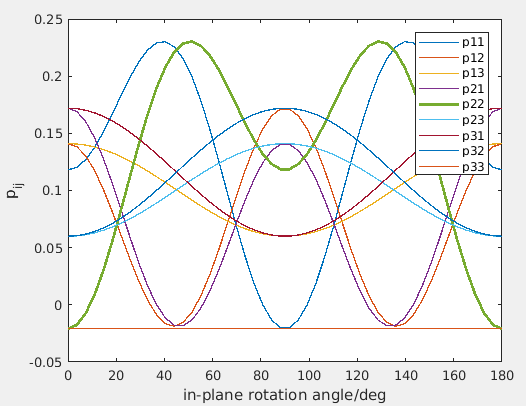 0.25
0.2
0.15
0.1
0.05
0
-0.05
pij
0 20 40 60 80 100 120 140 160 180
in-plane rotation angle/deg
p11
p12
p13
p21
p22
p23
p31
p32
p33